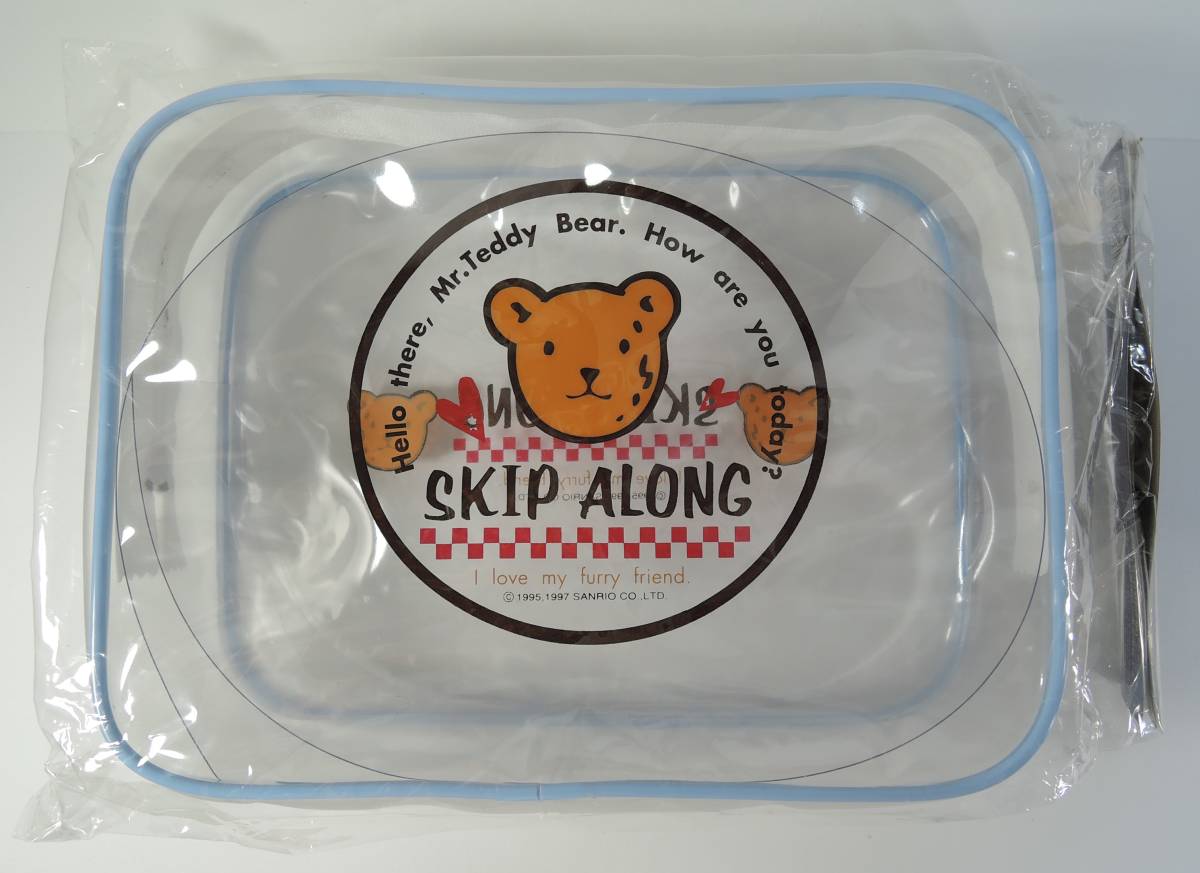 Hello there, Mr.Teddy Bear. How are you today?
SKIP ALONG
I love my furry friend.
© 1995,1997 SANRIO CO.,LTD.